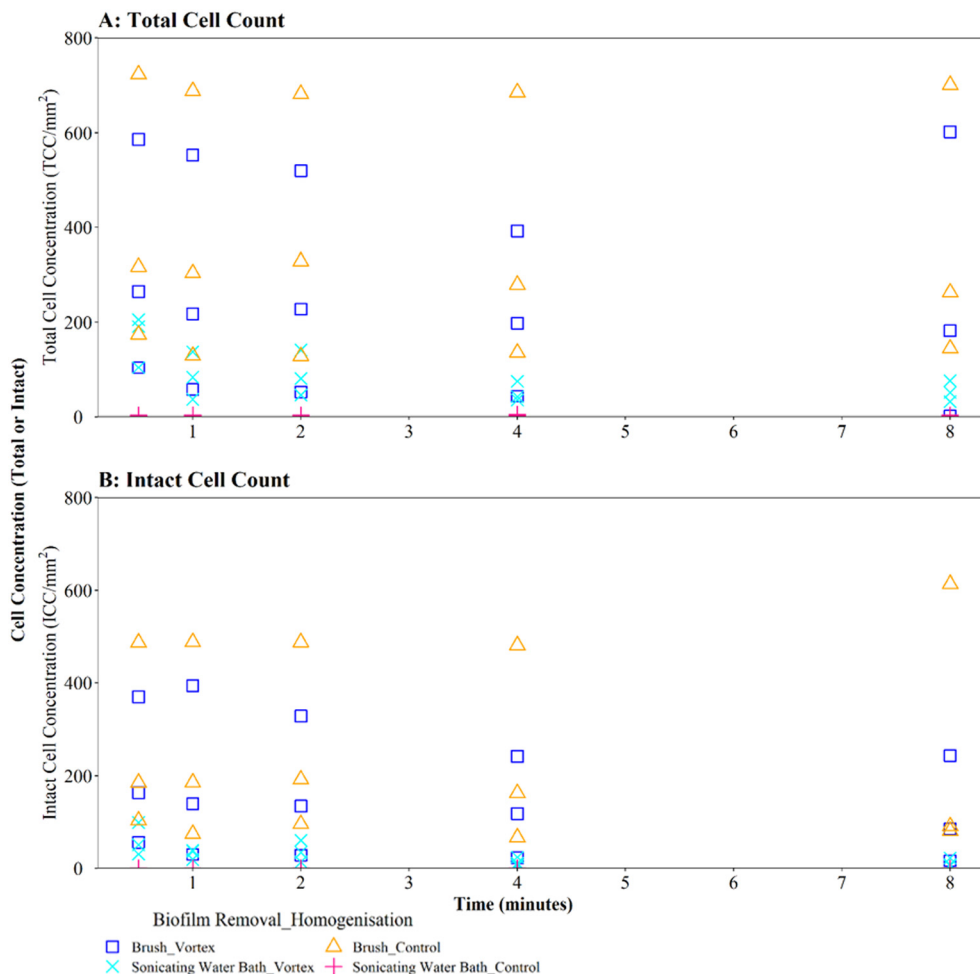 A: Total Cell Count
800
600
400
200
0
Total Cell Concentration (TCC/mm²)
1 2 3 4 5 6 7 8
Cell Concentration (Total or Intact)
B: Intact Cell Count
800
600
400
200
0
Intact Cell Concentration (ICC/mm²)
1 2 3 4 5 6 7 8
Time (minutes)
Biofilm Removal_Homogenisation
Brush_Vortex Brush_Control
Sonicating Water Bath_Vortex Sonicating Water Bath_Control